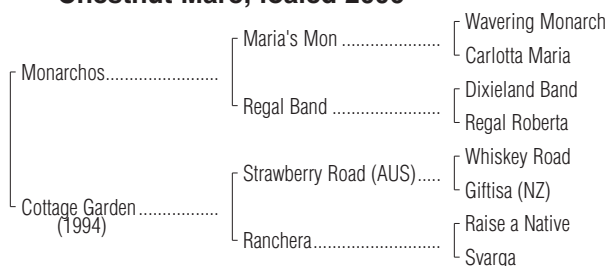 Chestnut Mare, foaled
Wavering Monarch
Maria's Mon ......................
Carlotta Maria
Monarchos.........................
Dixieland Band
Regal Band ........................
Regal Roberta
Whiskey Road
Strawberry Road (AUS).....
Giftisa (NZ)
Cottage Garden ..................
(1994)
Raise a Native
Ranchera............................
Svarga